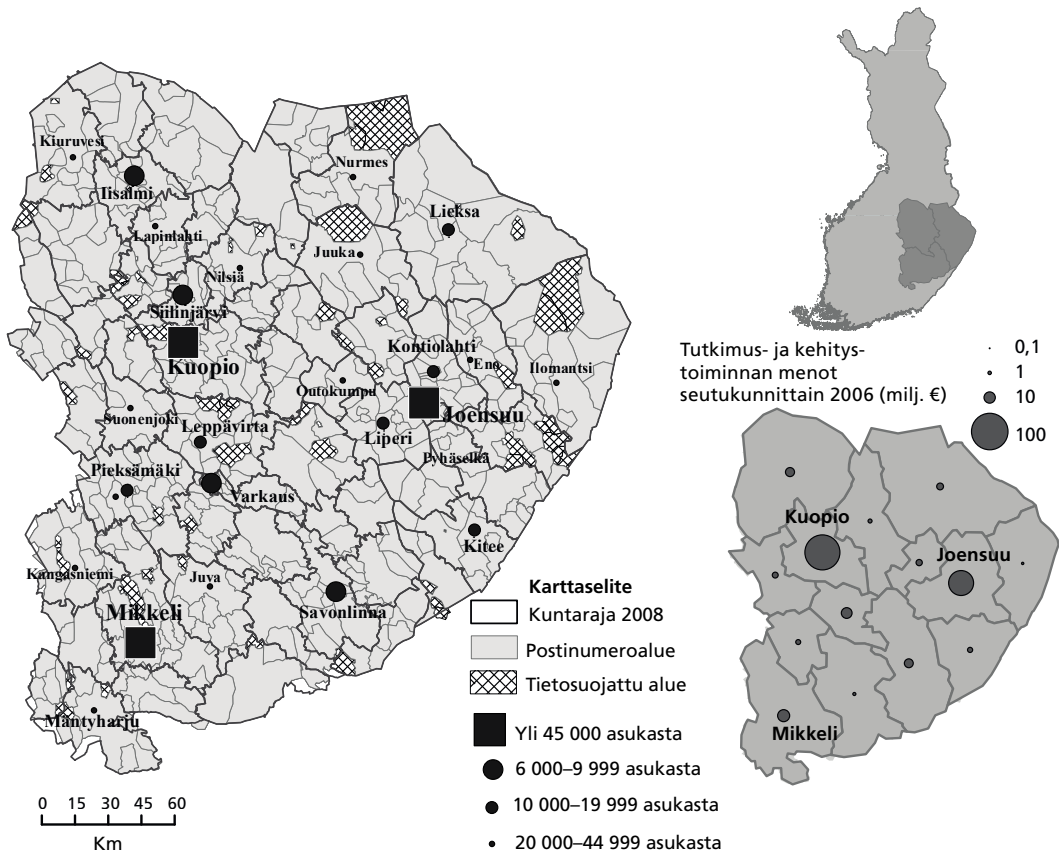 Kiuruvesi
Iisalmi
Lapinlahti
Nilsiä
Siilinjärvi
Kuopio
Nurmes
Lieksa
Juuka
Kontiolahti
Eno
Ilomantsi
Outokumpu
Joensuu
Liperi
Pyhäselkä
Suonenjoki
Leppävirta
Pieksämäki
Varkaus
Kitee
Kangasniemi
Juva
Savonlinna
Mikkeli
Mäntyharju
0 15 30 45 60
Km
Karttaselite
Kuntaraja 2008
Postinumeroalue
Tietosuojattu alue
Yli 45 000 asukasta
6 000–9 999 asukasta
10 000–19 999 asukasta
20 000–44 999 asukasta
Tutkimus- ja kehitys-
toiminnan menot
seutukunnittain 2006 (milj. €)
0,1
1
10
100
Kuopio
Joensuu
Mikkeli